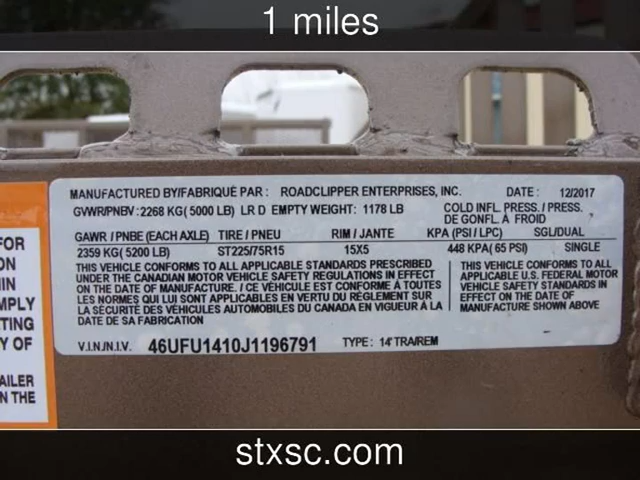 1 miles
MANUFACTURED BY/FABRIQUÉ PAR : ROADCLIPPER ENTERPRISES, INC. DATE : 12/2017
GVWR/PNBV : 2268 KG( 5000 LB) LR D EMPTY WEIGHT: 1178 LB COLD INFL. PRESS. / PRESS.
DE GONFL. À FROID
GAWR / PNBE (EACH AXLE) TIRE / PNEU RIM / JANTE KPA (PSI / LPC) SGL/DUAL
2359 KG( 5200 LB) ST225/75R15 15X5 448 KPA( 65 PSI) SINGLE
THIS VEHICLE CONFORMS TO ALL APPLICABLE STANDARDS PRESCRIBED
UNDER THE CANADIAN MOTOR VEHICLE SAFETY REGULATIONS IN EFFECT
ON THE DATE OF MANUFACTURE. / CE VÉHICULE EST CONFORME À TOUTES
LES NORMES QUI LUI SONT APPLICABLES EN VERTU DU RÈGLEMENT SUR
LA SÉCURITÉ DES VÉHICULES AUTOMOBILES DU CANADA EN VIGUEUR À LA
DATE DE SA FABRICATION
THIS VEHICLE CONFORMS TO ALL
APPLICABLE U.S. FEDERAL MOTOR
VEHICLE SAFETY STANDARDS IN
EFFECT ON THE DATE OF
MANUFACTURE SHOWN ABOVE
V.I.N./N.I.V. 46UFU1410J1196791 TYPE : 14' TRA/REM
FOR
ON
IN
MPLY
ATING
Y OF
AILER
N THE
stxsc.com